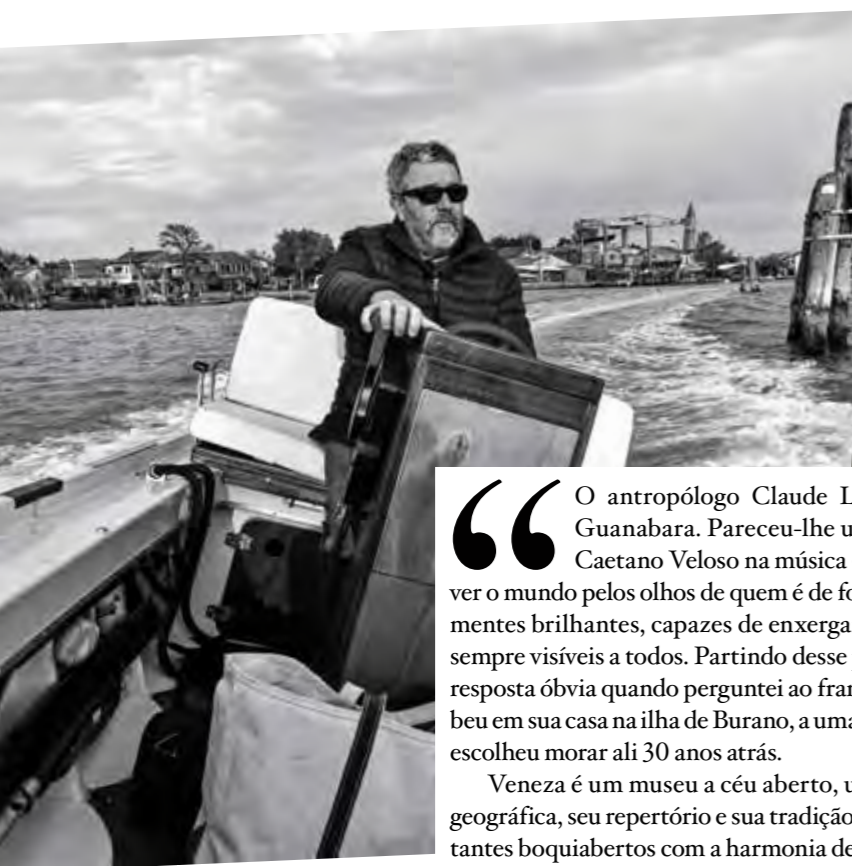 “
O antropólogo Claude L
Guanabara. Pareceu-lhe u
Caetano Veloso na música
ver o mundo pelos olhos de quem é de fo
mentes brilhantes, capazes de enxerga
sempre visíveis a todos. Partindo desse
resposta óbvia quando perguntei ao fran
beu em sua casa na ilha de Burano, a uma
escolheu morar ali 30 anos atrás.
Veneza é um museu a céu aberto, u
geográfica, seu repertório e sua tradição
tantes boquiabertos com a harmonia de